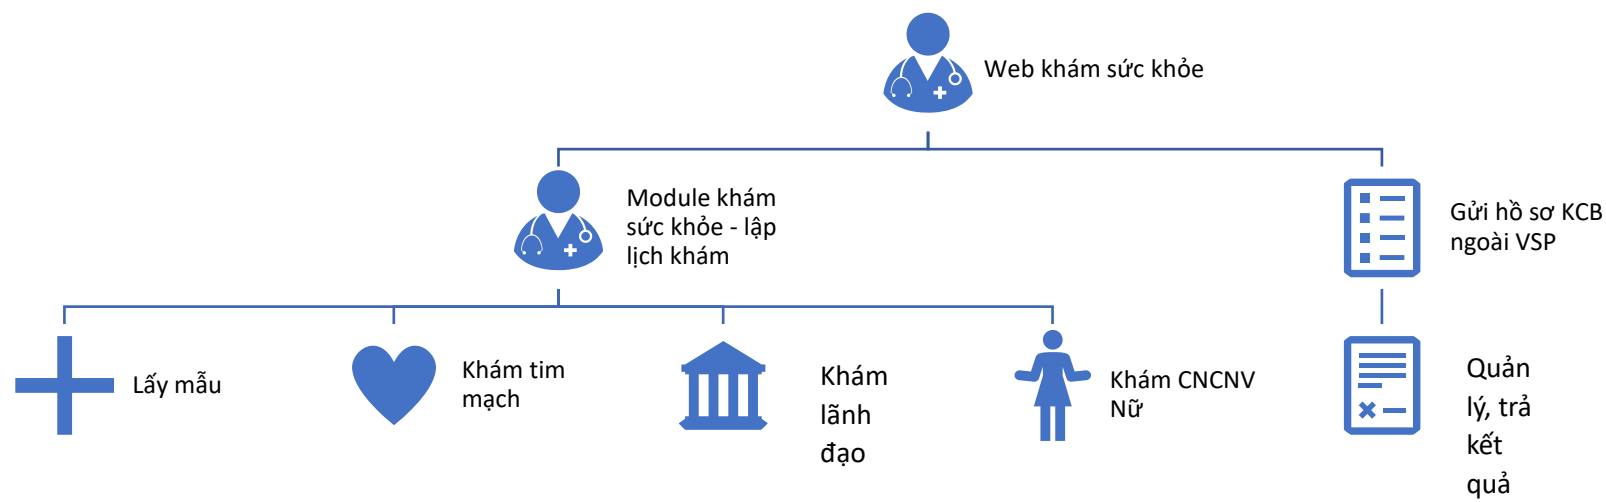 Web khám sức khỏe
Module khám
sức khỏe - lập
lịch khám
Gửi hồ sơ KCB
ngoài VSP
Lấy mẫu
Khám tim
mạch
Khám
lãnh
đạo
Khám CNCNV
Nữ
Quản
lý, trả
kết
quả